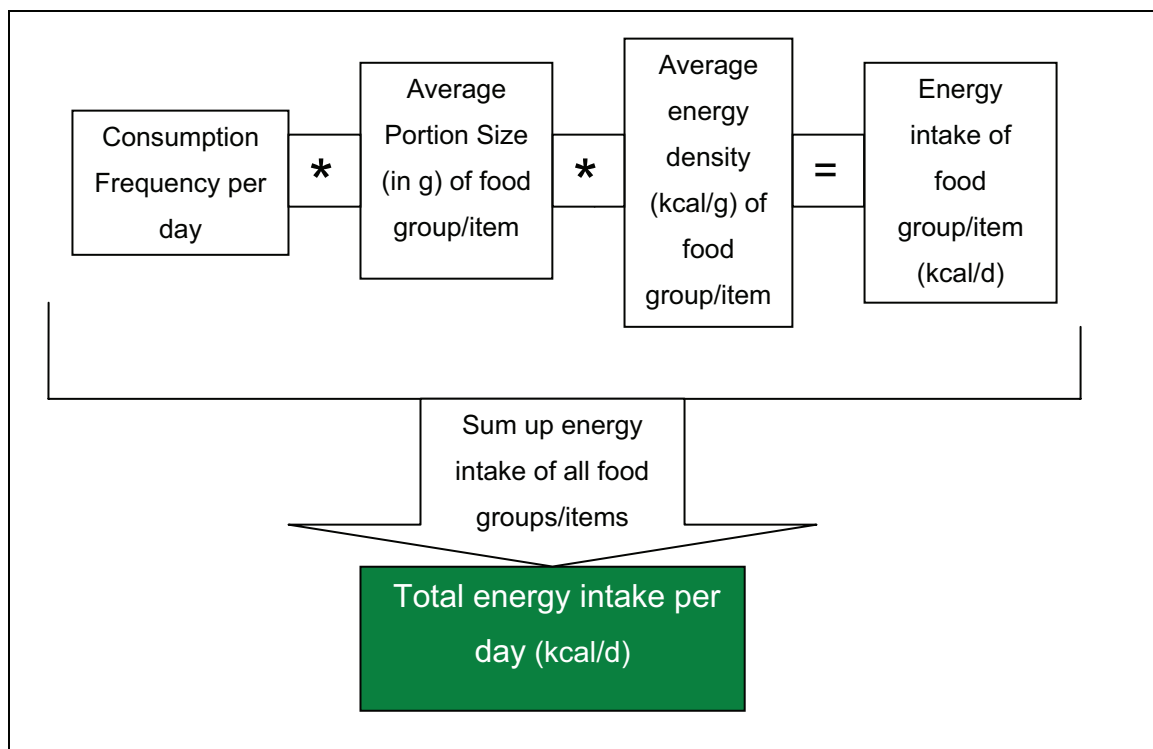 Consumption
Frequency per
day
*
Average
Portion Size
(in g) of food
group/item
*
Average
energy
density
(kcal/g) of
food
group/item
=
Energy
intake of
food
group/item
(kcal/d)
Sum up energy
intake of all food
groups/items
Total energy intake per
day (kcal/d)